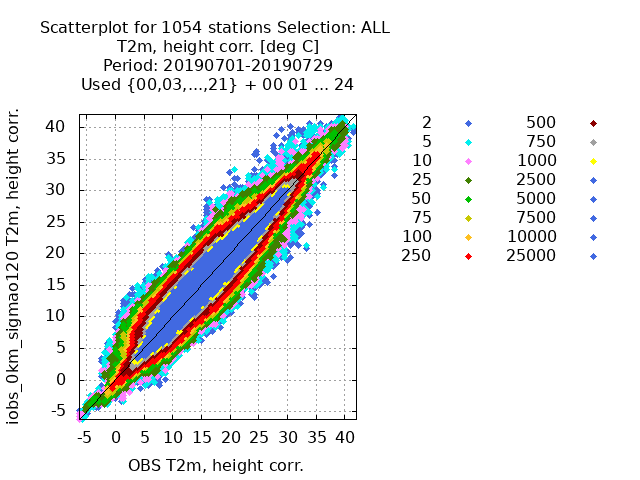 Scatterplot for 1054 stations Selection: ALL
T2m, height corr. [deg C]
Period: 20190701-20190729
Used {00,03,...,21} + 00 01 ... 24
iobs_0km_sigmao120 T2m, height corr.
40
35
30
25
20
15
10
5
0
-5
-5 0 5 10 15 20 25 30 35 40
OBS T2m, height corr.
2 500
5 750
10 1000
25 2500
50 5000
75 7500
100 10000
250 25000